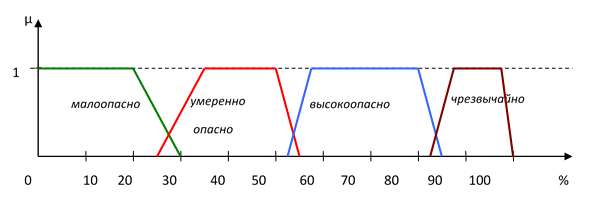 μ
1
малоопасно
умеренно
опасно
высокоопасно
чрезвычайно
0 10 20 30 40 50 60 70 80 90 100 %